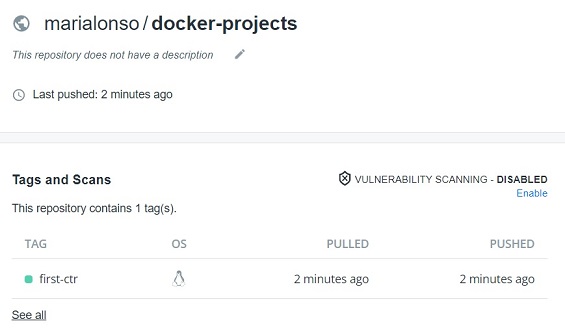 marialonso / docker-projects
This repository does not have a description
Last pushed: 2 minutes ago
Tags and Scans
VULNERABILITY SCANNING - DISABLED
Enable
This repository contains 1 tag(s).
TAG OS PULLED PUSHED
first-ctr 2 minutes ago 2 minutes ago
See all